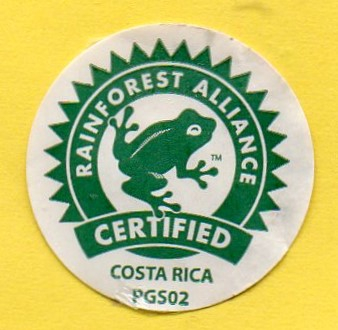 RAINFOREST ALLIANCE
TM
CERTIFIED
COSTA RICA
PGS02